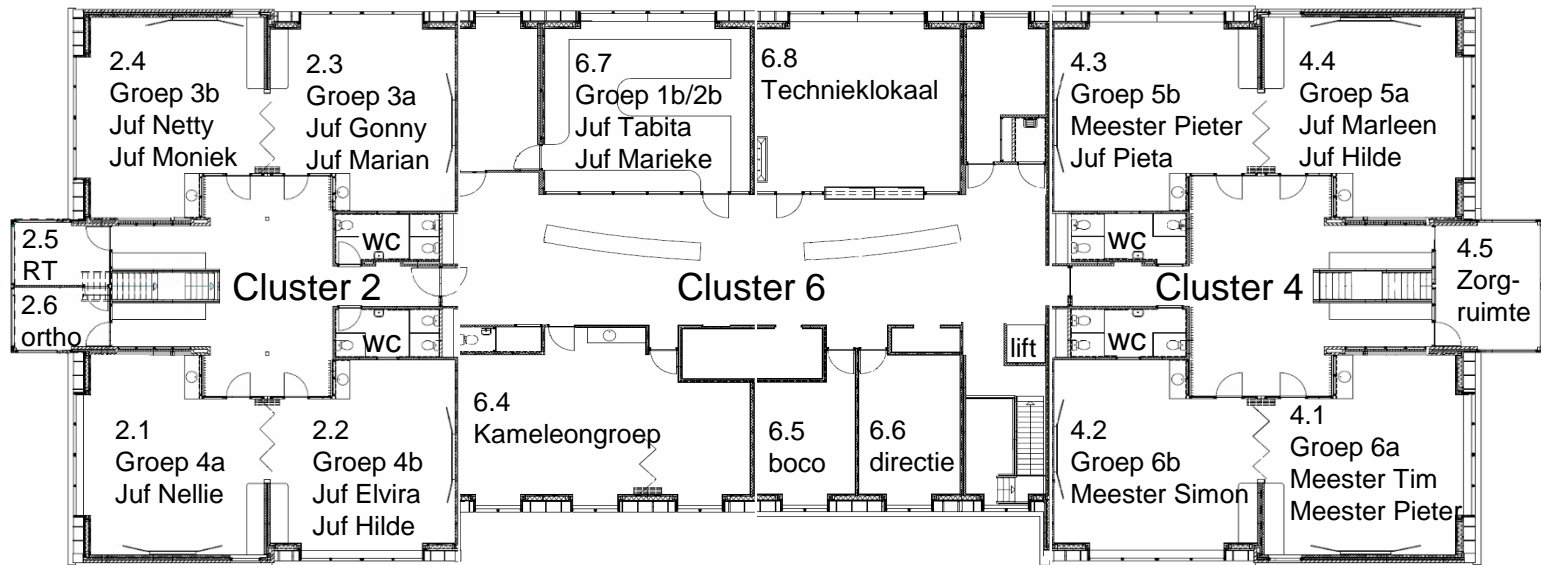 2.4
Groep 3b
Juf Netty
Juf Moniek
2.3
Groep 3a
Juf Gonny
Juf Marian
6.7
Groep 1b/2b
Juf Tabita
Juf Marieke
6.8
Technieklokaal
4.3
Groep 5b
Meester Pieter
Juf Pieta
4.4
Groep 5a
Juf Marleen
Juf Hilde
2.5
RT
2.6
ortho
wc
Cluster 2
wc
Cluster 6
wc
Cluster 4
wc
4.5
Zorg-
ruimte
lift
2.1
Groep 4a
Juf Nellie
2.2
Groep 4b
Juf Elvira
Juf Hilde
6.4
Kameleongroep
6.5
boco
6.6
directie
4.2
Groep 6b
Meester Simon
4.1
Groep 6a
Meester Tim
Meester Pieter